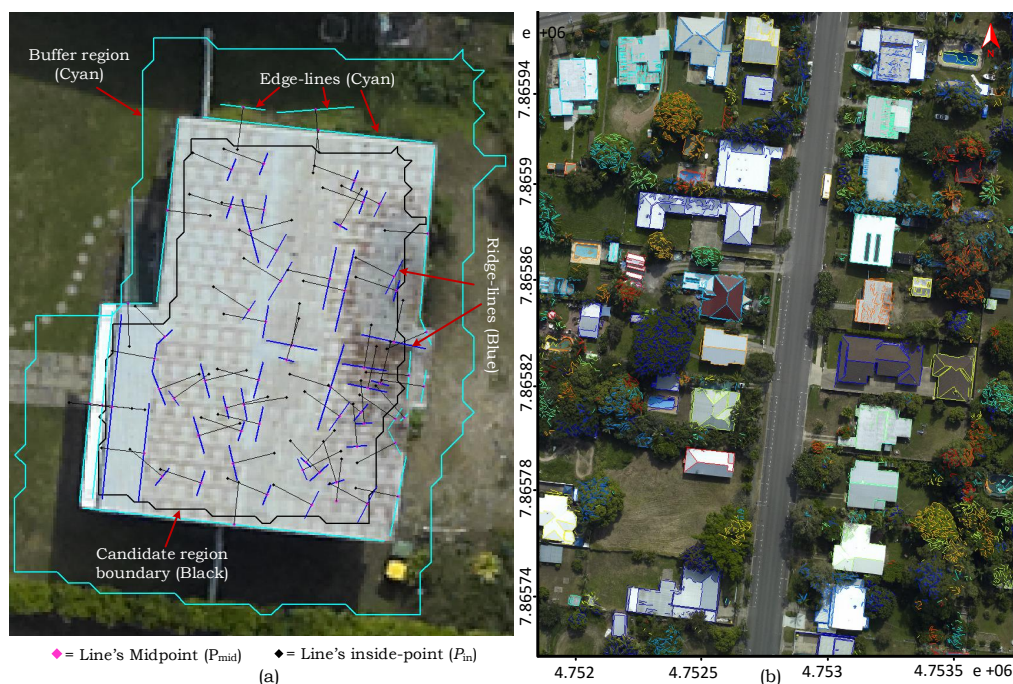 Buffer region
(Cyan)
Edge-lines (Cyan)
Ridge-lines
(Blue)
Candidate region
boundary (Black)
= Line's Midpoint (Pmid)
= Line's inside-point (Pin)
(a)
e +06
7.86594
7.8659
7.86586
7.86582
7.86578
7.86574
N
4.752
4.7525
4.753
4.7535
e +06
(b)